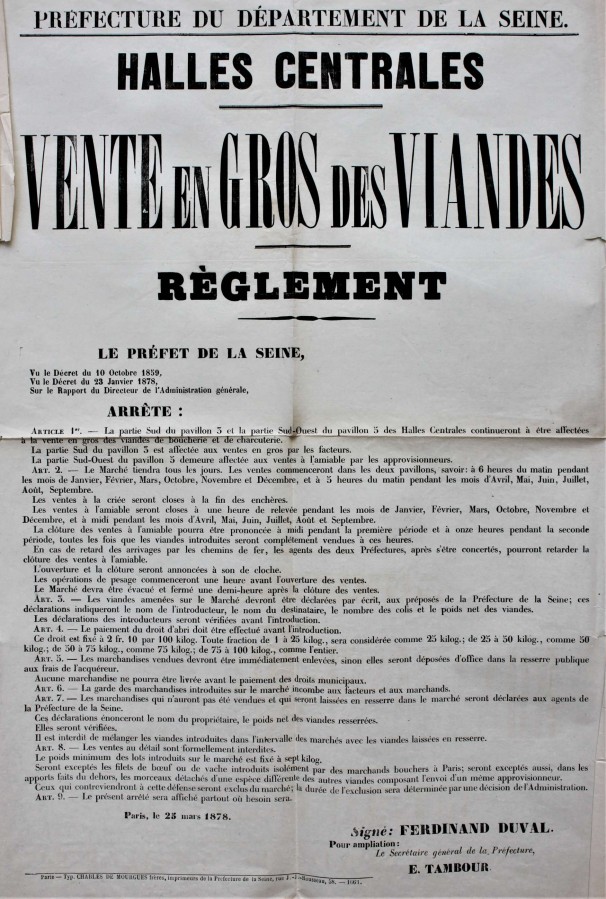 PRÉFECTURE DU DÉPARTEMENT DE LA SEINE.
HALLES CENTRALES
VENTE EN GROS DES VIANDES
RÈGLEMENT
LE PRÉFET DE LA SEINE,
Vu le Décret du 10 Octobre 1859,
Vu le Décret du 23 Janvier 1878,
Sur le Rapport du Directeur de l'Administration générale,
ARRÊTE :
ARTICLE 1er. — La partie Sud du pavillon 3 et la partie Sud-Ouest du pavillon 5 des Halles Centrales continueront à être affectées
à la vente en gros des viandes de boucherie et de charcuterie.
La partie Sud du pavillon 3 est affectée aux ventes en gros par les facteurs.
La partie Sud-Ouest du pavillon 5 demeure affectée aux ventes à l'amiable par les approvisionneurs.
ART. 2. — Le Marché tiendra tous les jours. Les ventes commenceront dans les deux pavillons, savoir: à 6 heures du matin pendant
les mois de Janvier, Février, Mars, Octobre, Novembre et Décembre, et à 5 heures du matin pendant les mois d'Avril, Mai, Juin, Juillet,
Août, Septembre.
Les ventes à la criée seront closes à la fin des enchères.
Les ventes à l'amiable seront closes à une heure de relevée pendant les mois de Janvier, Février, Mars, Octobre, Novembre et
Décembre, et à midi pendant les mois d'Avril, Mai, Juin, Juillet, Août et Septembre.
La clôture des ventes à l'amiable pourra être prononcée à midi pendant la première période et à onze heures pendant la seconde
période, toutes les fois que les viandes introduites seront complètement vendues à ces heures.
En cas de retard des arrivages par les chemins de fer, les agents des deux Préfectures, après s'être concertés, pourront retarder la
clôture des ventes à l'amiable.
L'ouverture et la clôture seront annoncées à son de cloche.
Les opérations de pesage commenceront une heure avant l'ouverture des ventes.
Le Marché devra être évacué et fermé une demi-heure après la clôture des ventes.
ART. 3. — Les viandes amenées sur le Marché devront être déclarées par écrit, aux préposés de la Préfecture de la Seine; ces
déclarations indiqueront le nom de l'introducteur, le nom du destinataire, le nombre des colis et le poids net des viandes.
Les déclarations des introducteurs seront vérifiées avant l'introduction.
ART. 4. — Le paiement du droit d'abri doit être effectué avant l'introduction.
Ce droit est fixé à 2 fr. 10 par 100 kilog. Toute fraction de 1 à 25 kilog., sera considérée comme 25 kilog.; de 25 à 50 kilog., comme 50
kilog.; de 50 à 75 kilog., comme 75 kilog.; de 75 à 100 kilog., comme l'entier.
ART. 5. — Les marchandises vendues devront être immédiatement enlevées, sinon elles seront déposées d'office dans la resserre publique
aux frais de l'acquéreur.
Aucune marchandise ne pourra être livrée avant le paiement des droits municipaux.
ART. 6. — La garde des marchandises introduites sur le marché incombe aux facteurs et aux marchands.
ART. 7. — Les marchandises qui n'auront pas été vendues et qui seront laissées en resserre dans le marché seront déclarées aux agents de
la Préfecture de la Seine.
Ces déclarations énonceront le nom du propriétaire, le poids net des viandes resserrées.
Elles seront vérifiées.
Il est interdit de mélanger les viandes introduites dans l'intervalle des marchés avec les viandes laissées en resserre.
ART. 8. — Les ventes au détail sont formellement interdites.
Le poids minimum des lots introduits sur le marché est fixé à sept kilog.
Seront exceptés les filets de bœuf ou de vache introduits isolément par des marchands bouchers à Paris; seront exceptés aussi, dans les
apports faits du dehors, les morceaux détachés d'une espèce différente des autres viandes composant l'envoi d'un même approvisionneur.
Ceux qui contreviendront à cette défense seront exclus du marché; la durée de l'exclusion sera déterminée par une décision de l'Administration.
ART. 9. — Le présent arrêté sera affiché partout où besoin sera.
Paris, le 25 mars 1878.
Signé: FERDINAND DUVAL.
Pour ampliation:
Le Secrétaire général de la Préfecture,
E. TAMBOUR.
Paris — Typ. CHARLES DE MOURGUES frères, imprimeurs de la Préfecture de la Seine, rue J.-J.-Rousseau, 58. —